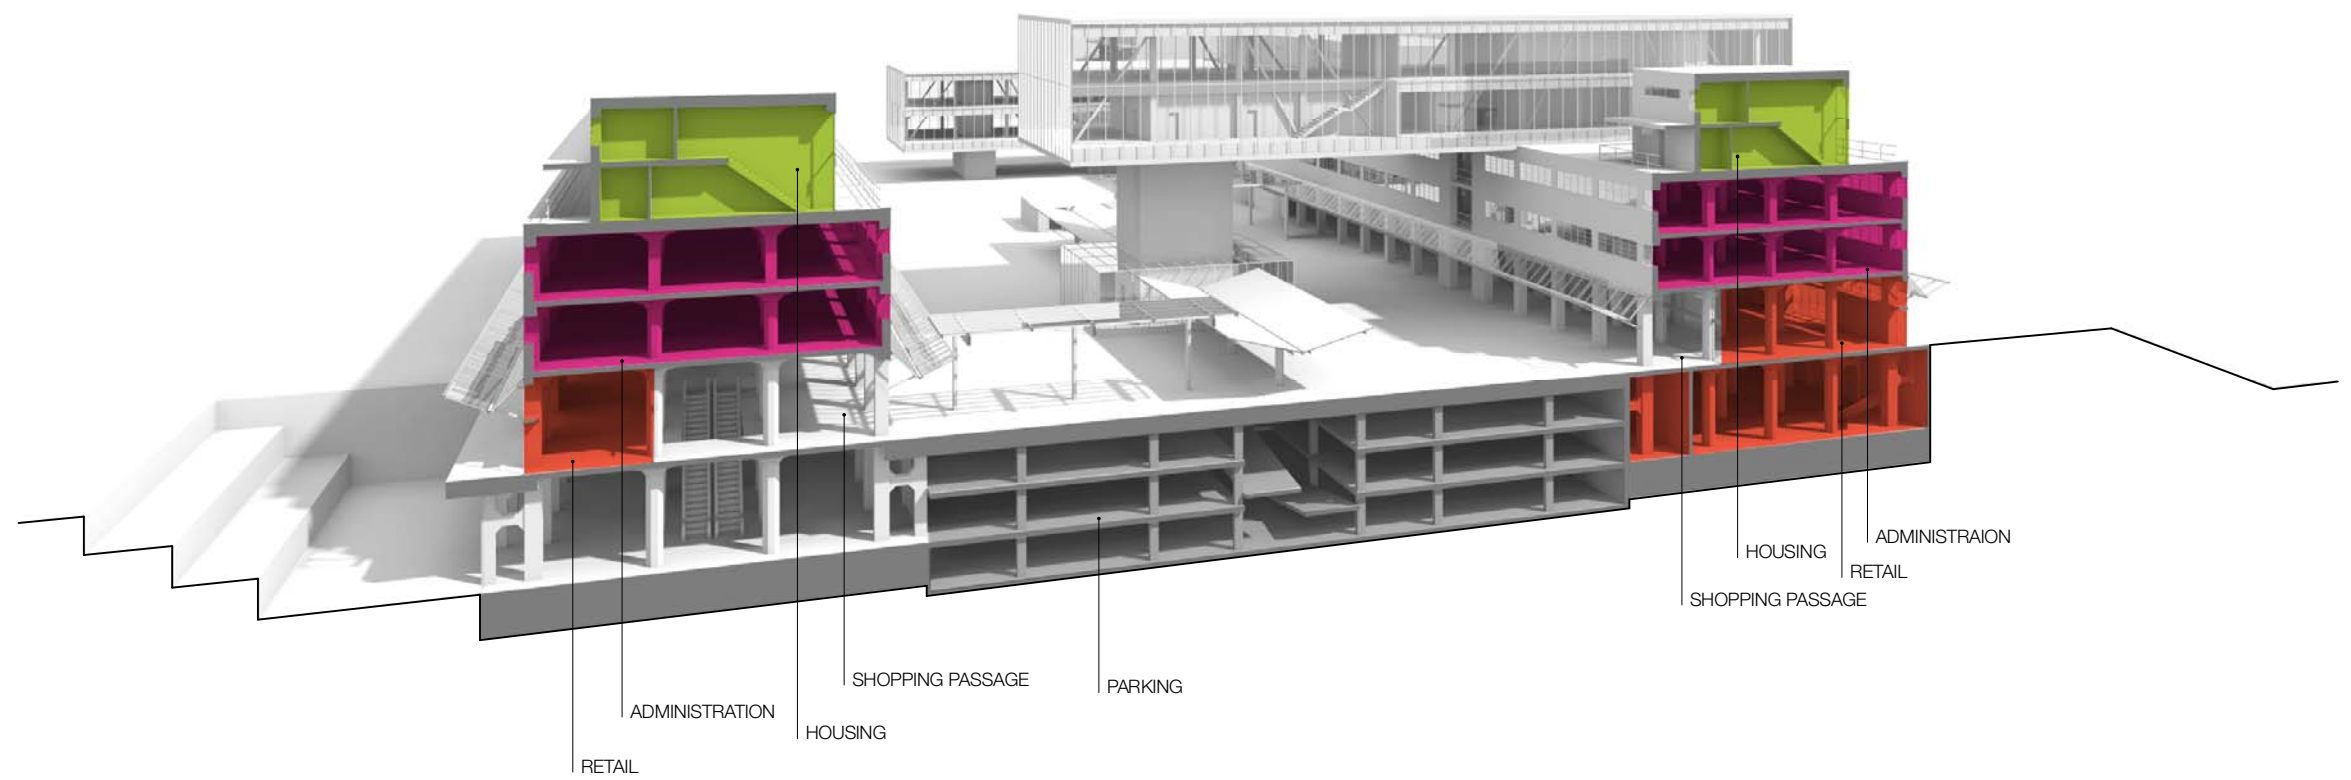 ADMINISTRAION
HOUSING
RETAIL
SHOPPING PASSAGE
SHOPPING PASSAGE
PARKING
ADMINISTRATION
HOUSING
RETAIL